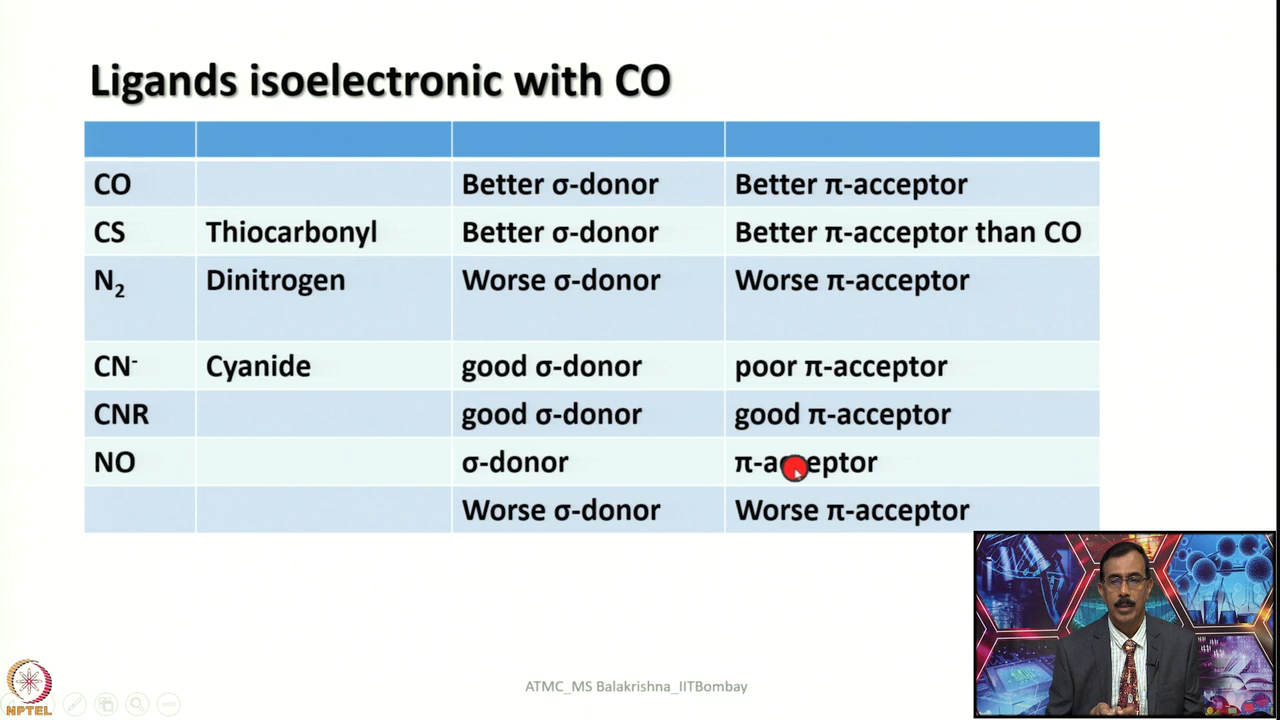 Ligands isoelectronic with CO
CO Better σ-donor Better π-acceptor
CS Thiocarbonyl Better σ-donor Better π-acceptor than CO
N₂ Dinitrogen Worse σ-donor Worse π-acceptor
CN⁻ Cyanide good σ-donor poor π-acceptor
CNR good σ-donor good π-acceptor
NO σ-donor π-acceptor
Worse σ-donor Worse π-acceptor
ATMC_MS Balakrishna_IITBombay
NPTEL